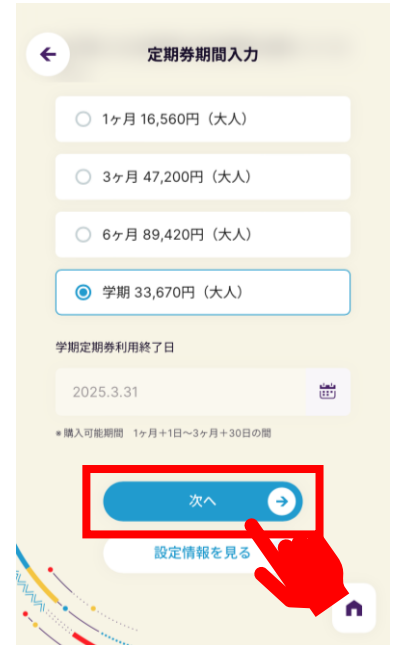 定期券期間入力
1ヶ月 16,560円（大人）
3ヶ月 47,200円（大人）
6ヶ月 89,420円（大人）
学期 33,670円（大人）
学期定期券利用終了日
2025.3.31
*購入可能期間　1ヶ月+1日〜3ヶ月+30日の間
次へ
設定情報を見る